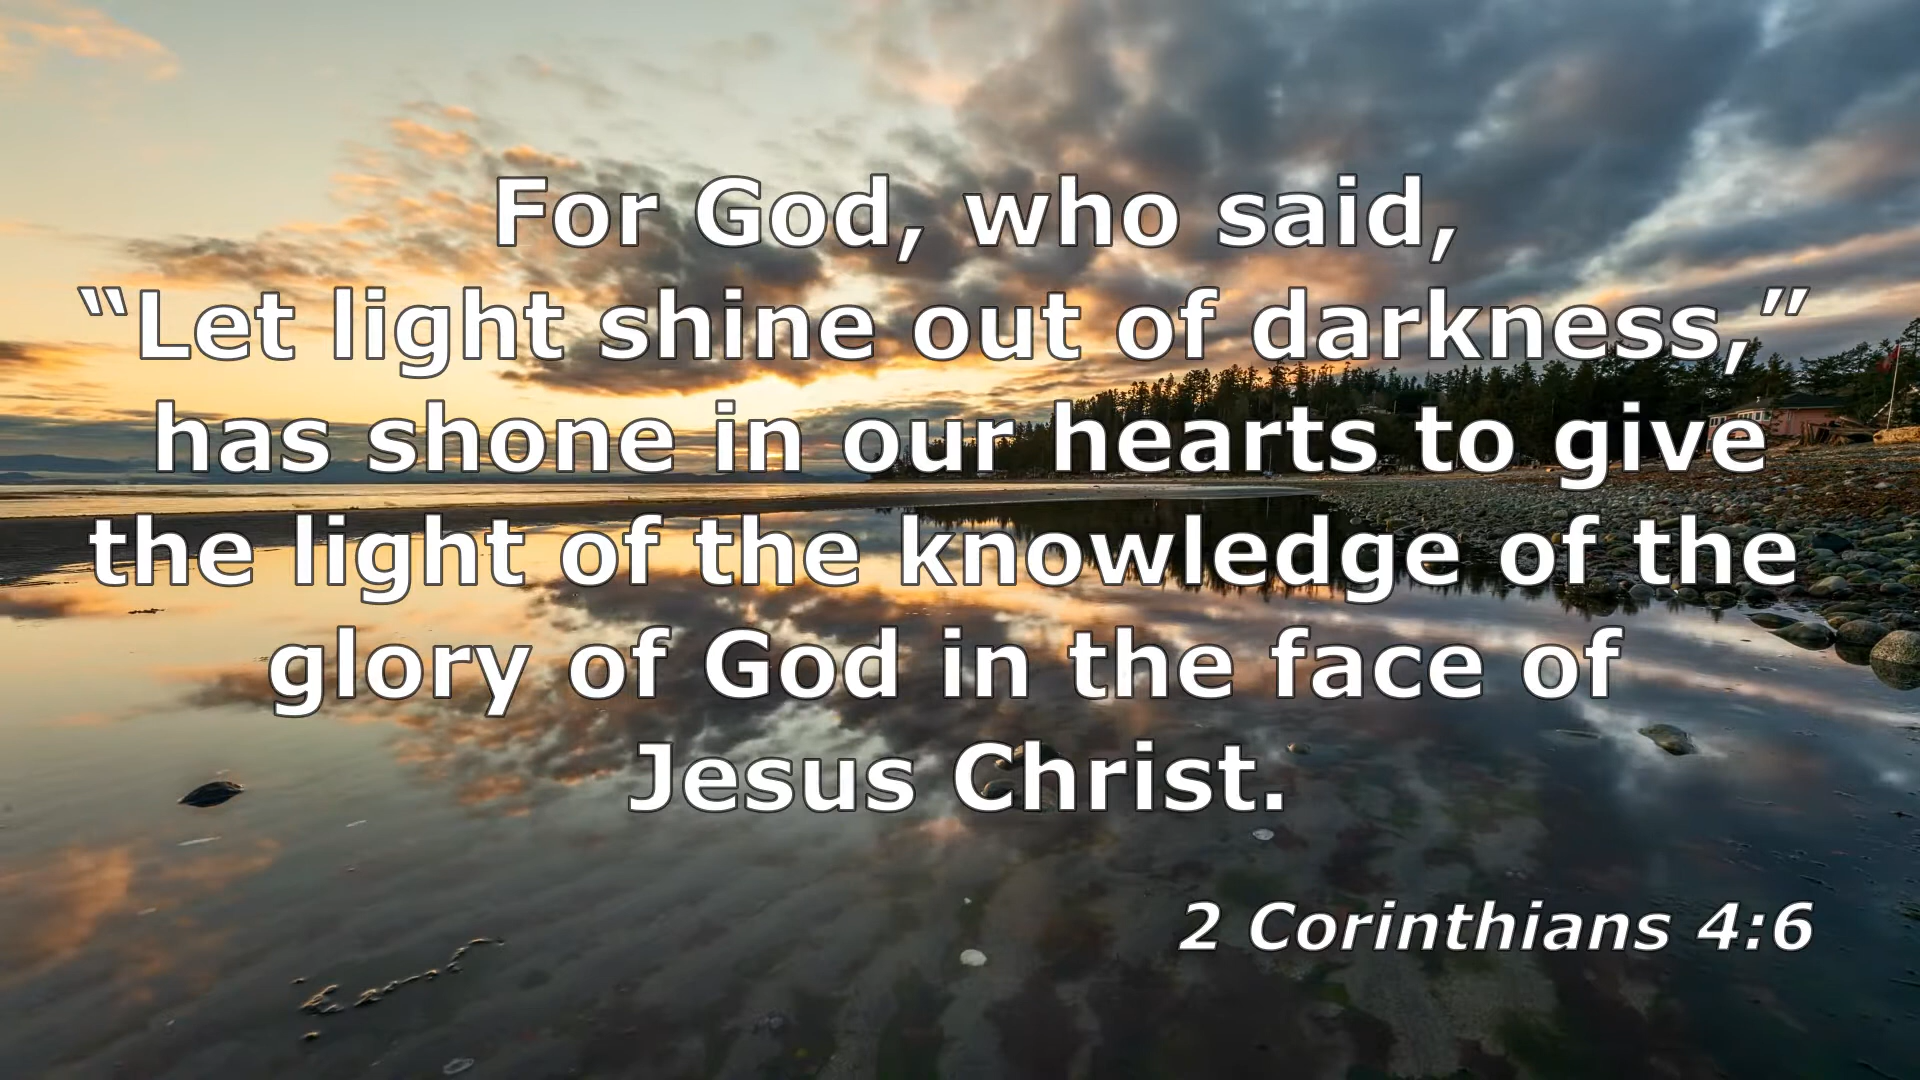 For God, who said,
“Let light shine out of darkness,”
has shone in our hearts to give
the light of the knowledge of the
glory of God in the face of
Jesus Christ.
2 Corinthians 4:6